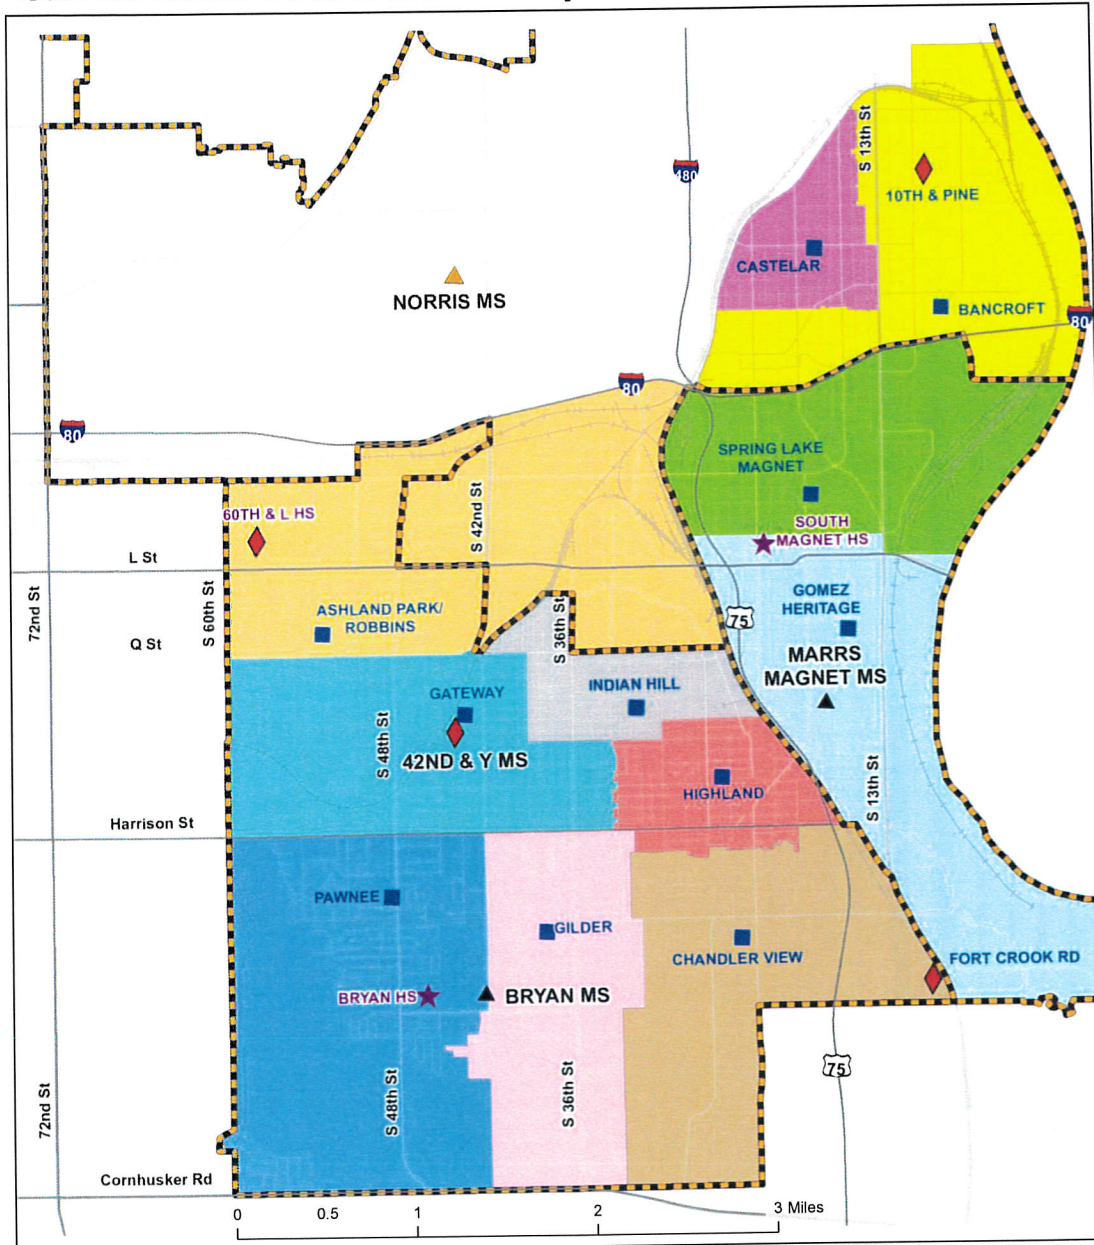 480
S 13th St
10TH & PINE
CASTELAR
NORRIS MS
BANCROFT
80
80
80
SPRING LAKE
MAGNET
S 42nd St
60TH & L HS
SOUTH
MAGNET HS
L St
72nd St
S 60th St
ASHLAND PARK/
ROBBINS
S 36th St
75
GOMEZ
HERITAGE
Q St
MARRS
MAGNET MS
GATEWAY
INDIAN HILL
S 48th St
42ND & Y MS
HIGHLAND
S 13th St
Harrison St
PAWNEE
GILDER
CHANDLER VIEW
FORT CROOK RD
BRYAN HS
BRYAN MS
72nd St
S 48th St
S 36th St
75
Cornhusker Rd
0
0.5
1
2
3 Miles